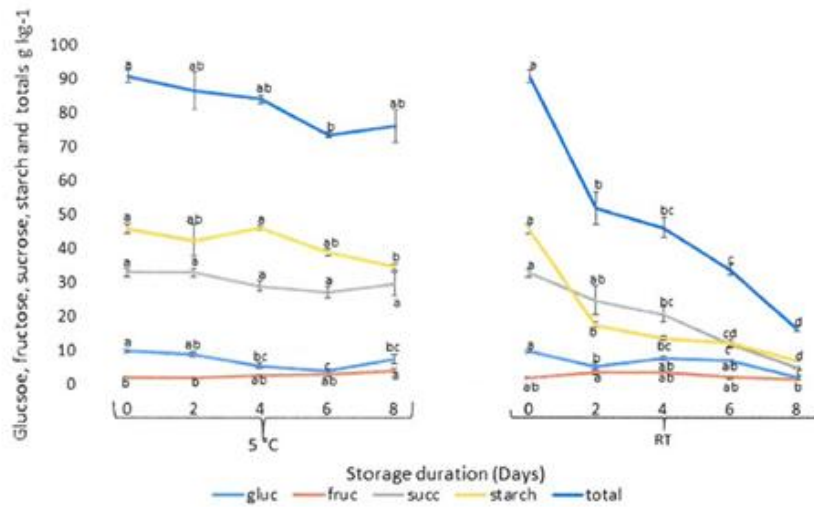 Glucsoe, fructose, sucrose, starch and totals g kg-1
100
90
80
70
60
50
40
30
20
10
0
a ab ab b ab
a ab a ab b
a a a a a
a ab bc c bc
b b ab ab a
0 2 4 6 8
5 °C
a b bc c d
a b
a ab bc cd d
a b bc c
ab a ab ab b
0 2 4 6 8
RT
Storage duration (Days)
gluc fruc succ starch total